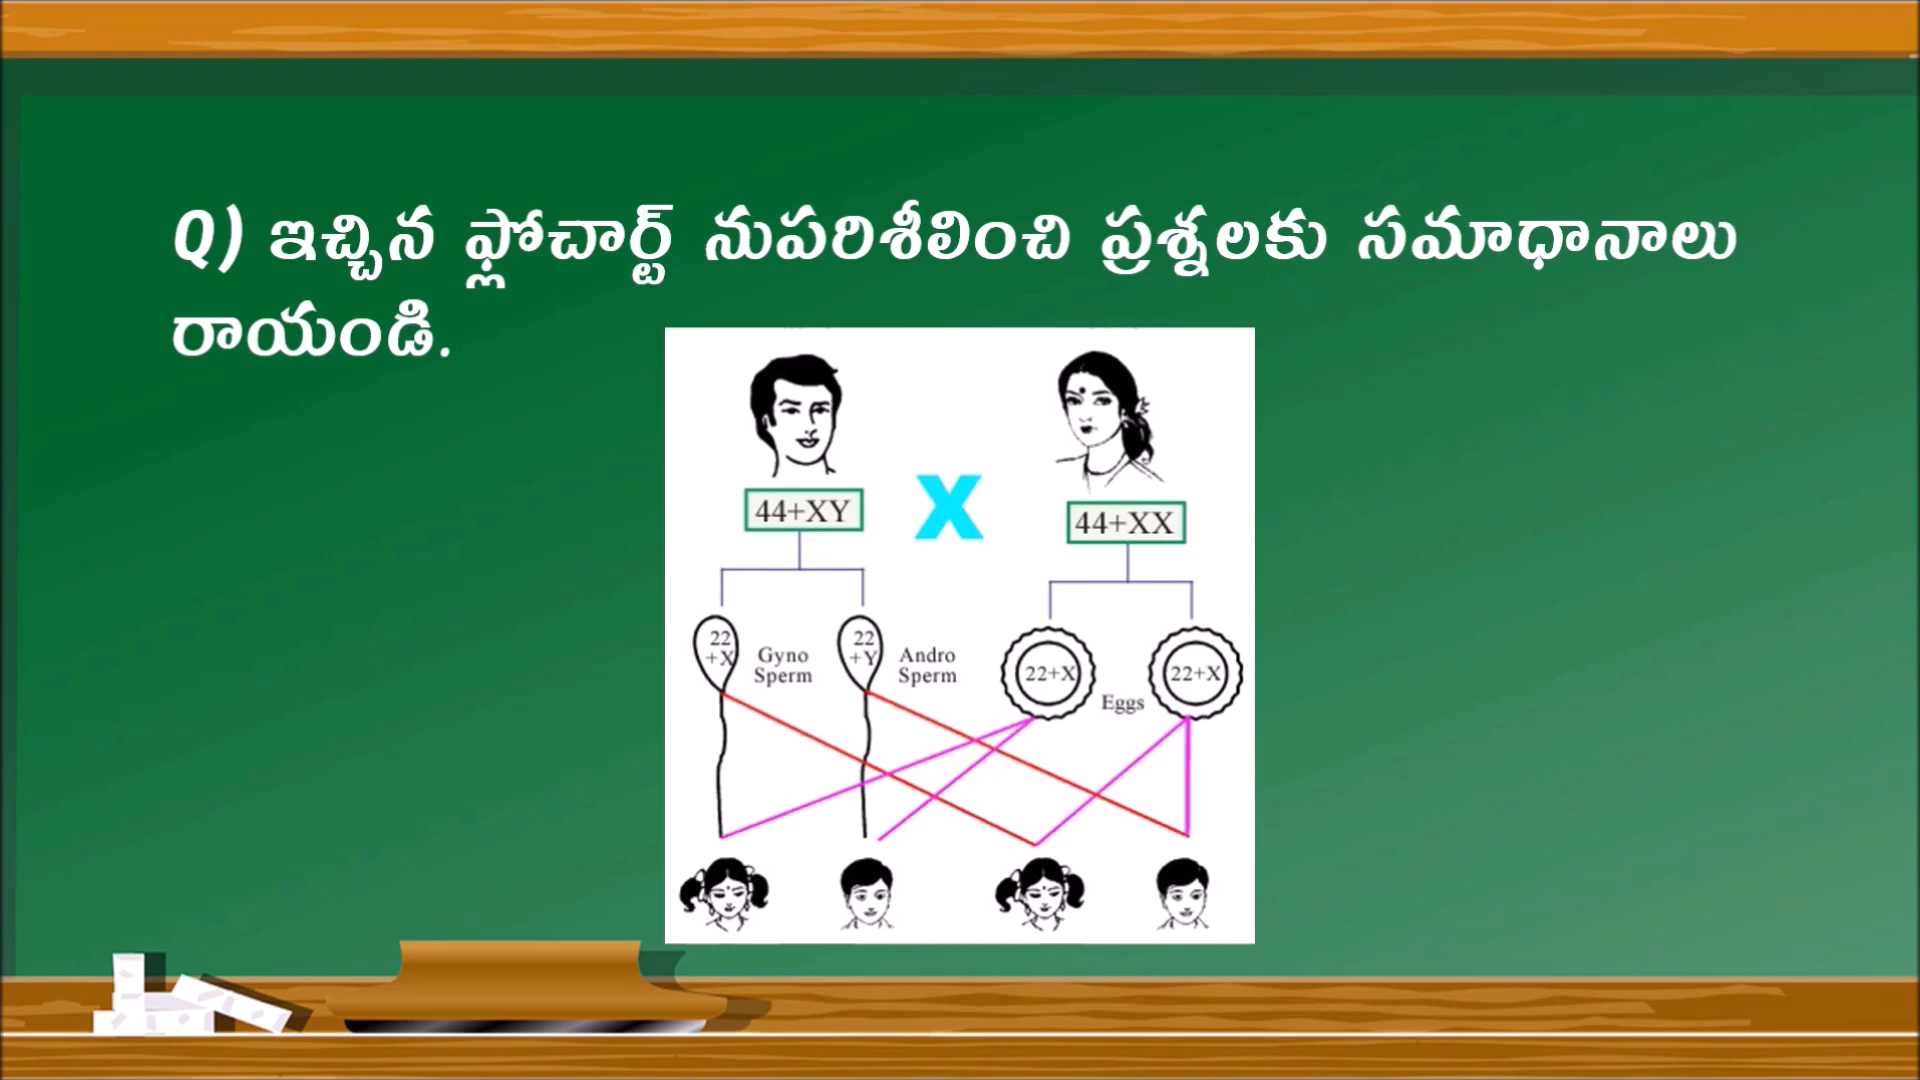 Q) ఇచ్చిన ఫ్లోచార్ట్ నుపరిశీలించి ప్రశ్నలకు సమాధానాలు
రాయండి.
44+XY
X
44+XX
22
+X
Gyno
Sperm
22
+Y
Andro
Sperm
22+X
Eggs
22+X